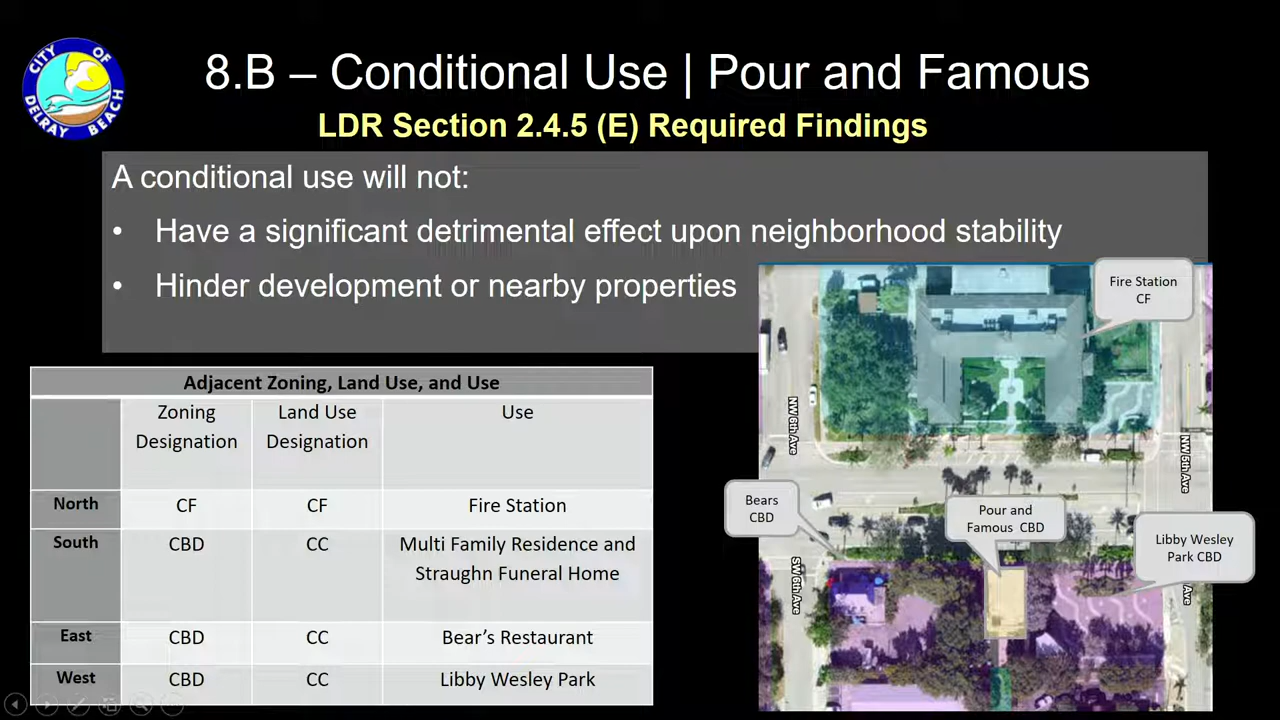 CITY OF
DELRAY BEACH
8.B – Conditional Use | Pour and Famous
LDR Section 2.4.5 (E) Required Findings
A conditional use will not:
• Have a significant detrimental effect upon neighborhood stability
• Hinder development or nearby properties
Adjacent Zoning, Land Use, and Use
Zoning Designation
Land Use Designation
Use
North CF CF Fire Station
South CBD CC Multi Family Residence and
Straughn Funeral Home
East CBD CC Bear's Restaurant
West CBD CC Libby Wesley Park
Fire Station
CF
NW 6th Ave
NW 5th Ave
Bears
CBD
Pour and
Famous CBD
Libby Wesley
Park CBD
SW 6th Ave
Ave